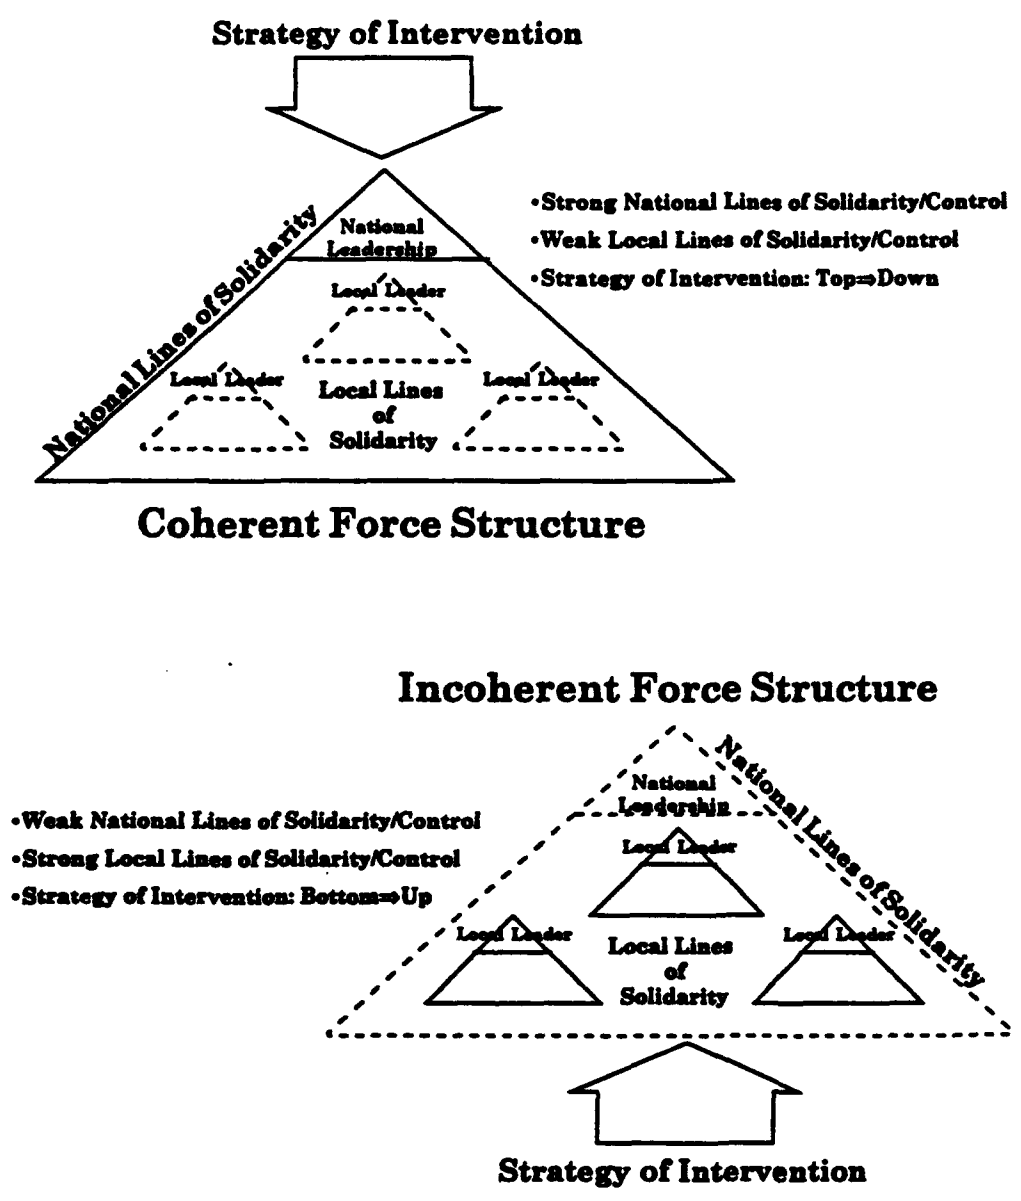 Strategy of Intervention
National Lines of Solidarity
National
Leadership
•Strong National Lines of Solidarity/Control
•Weak Local Lines of Solidarity/Control
•Strategy of Intervention: Top⇒Down
Local Leader
Local Leader
Local Leader
Local Lines
of
Solidarity
Coherent Force Structure
Incoherent Force Structure
National Lines of Solidarity
National
Leadership
•Weak National Lines of Solidarity/Control
•Strong Local Lines of Solidarity/Control
•Strategy of Intervention: Bottom⇒Up
Local Leader
Local Leader
Local Leader
Local Lines
of
Solidarity
Strategy of Intervention